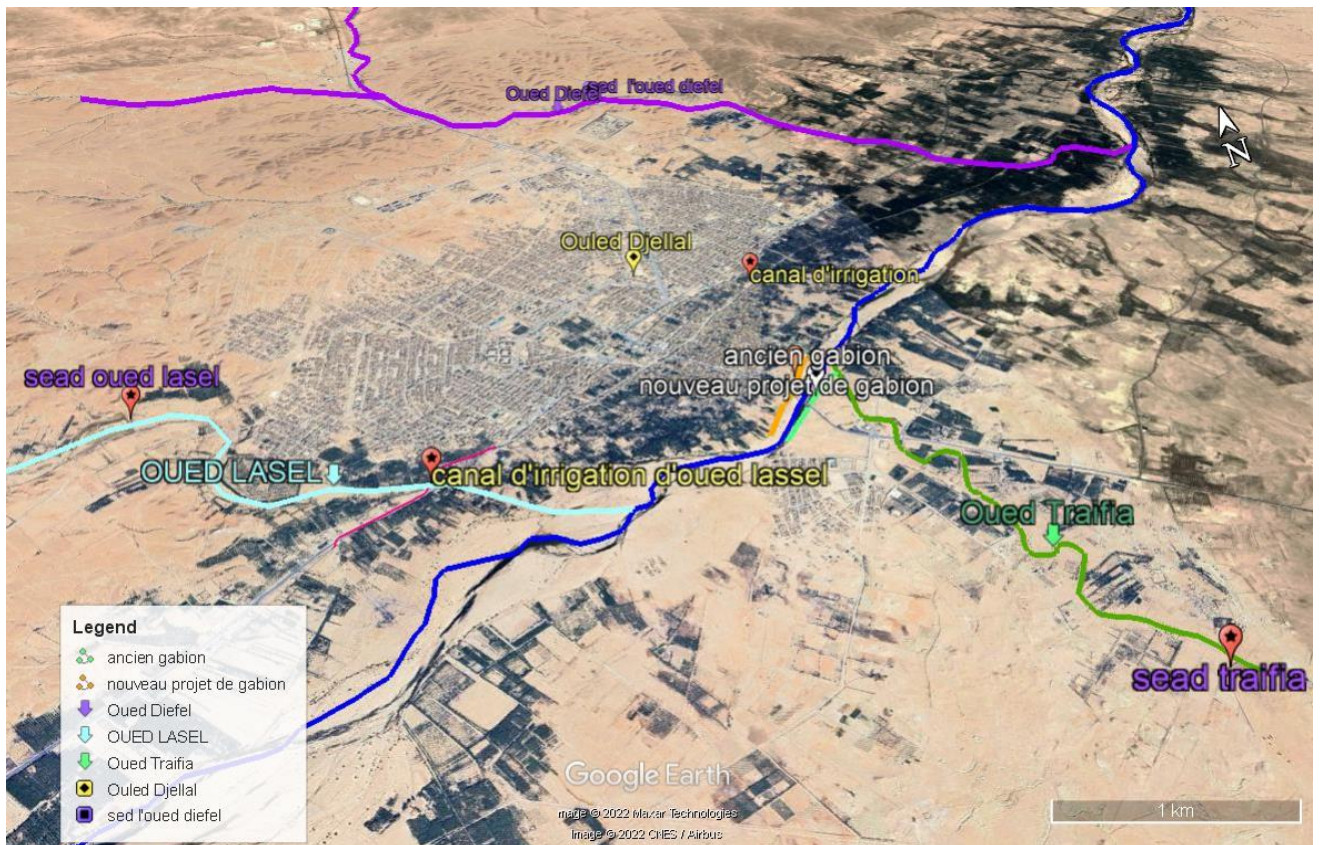 Oued Diefel
sed l'oued diefel
N
Ouled Djellal
canal d'irrigation
ancien gabion
nouveau projet de gabion
sead oued lasel
OUED LASEL
canal d'irrigation d'oued lassel
Oued Traifia
sead traifia
Legend
ancien gabion
nouveau projet de gabion
Oued Diefel
OUED LASEL
Oued Traifia
Ouled Djellal
sed l'oued diefel
Google Earth
Image © 2022 Maxar Technologies
Image © 2022 CNES / Airbus
1 km